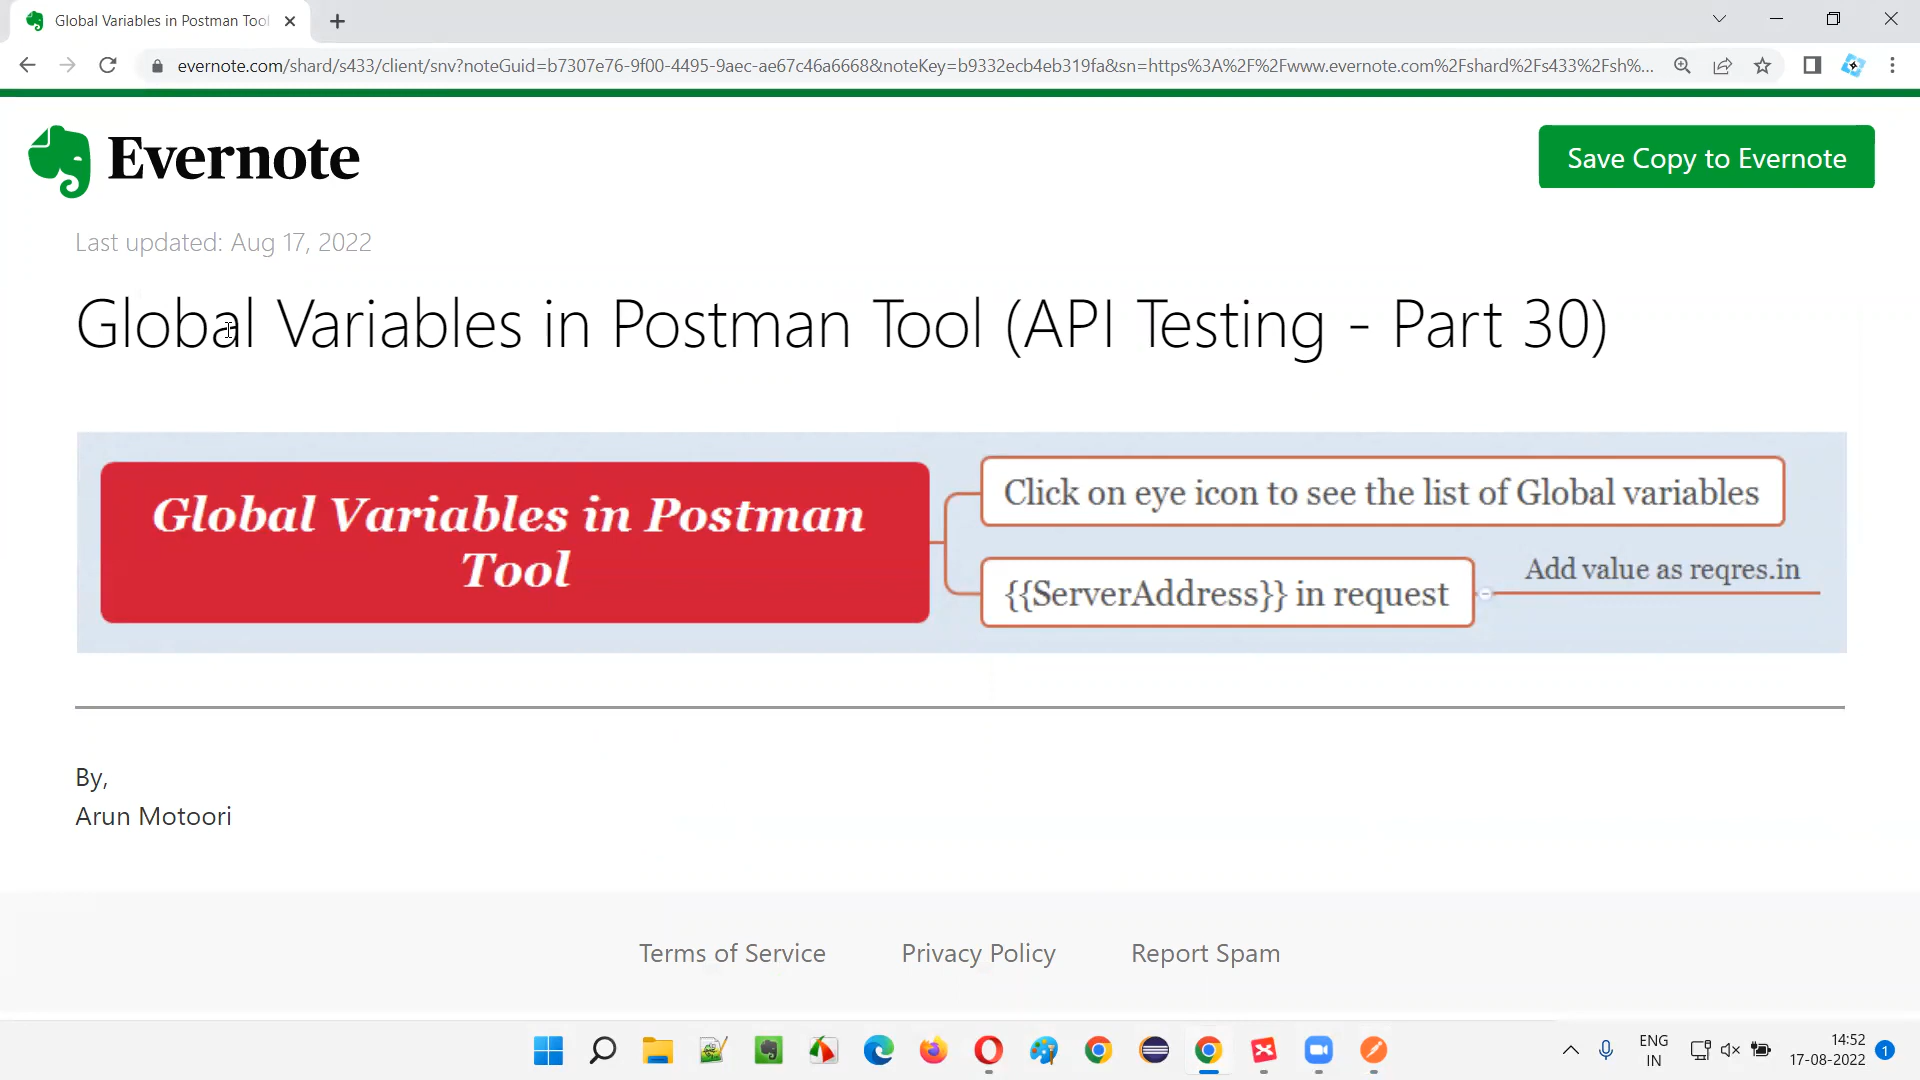 Global Variables in Postman Tool
evernote.com/shard/s433/client/snv?noteGuid=b7307e76-9f00-4495-9aec-ae67c46a6668&noteKey=b9332ecb4eb319fa&sn=https%3A%2F%2Fwww.evernote.com%2Fshard%2Fs433%2Fsh%...
Evernote
Save Copy to Evernote
Last updated: Aug 17, 2022
Global Variables in Postman Tool (API Testing - Part 30)
Global Variables in Postman
Tool
Click on eye icon to see the list of Global variables
{{ServerAddress}} in request
Add value as reqres.in
By,
Arun Motoori
Terms of Service
Privacy Policy
Report Spam
ENG
IN
14:52
17-08-2022
1